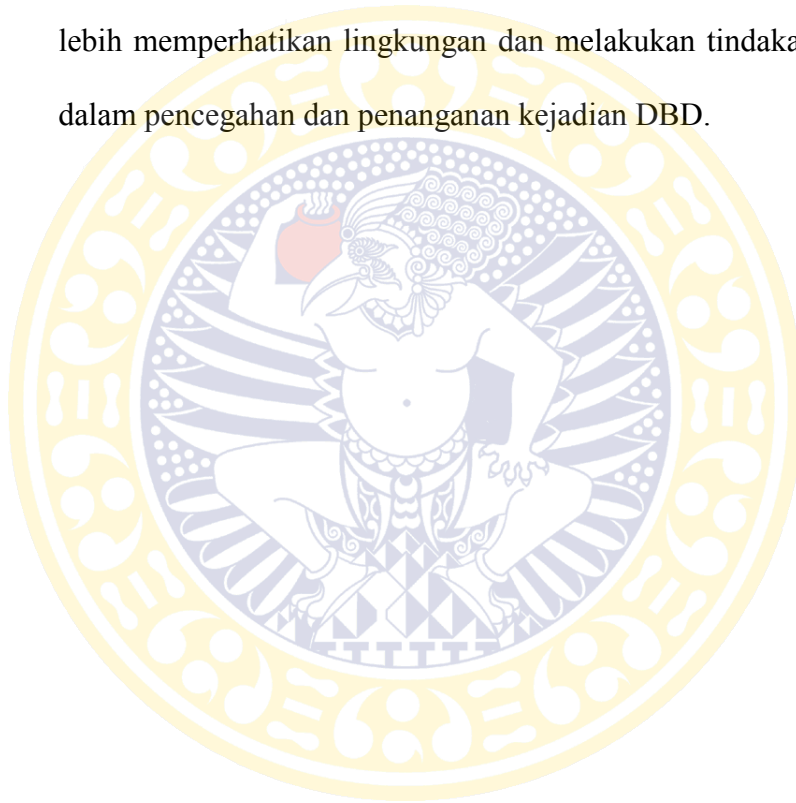 lebih memperhatikan lingkungan dan melakukan tindaka
dalam pencegahan dan penanganan kejadian DBD.